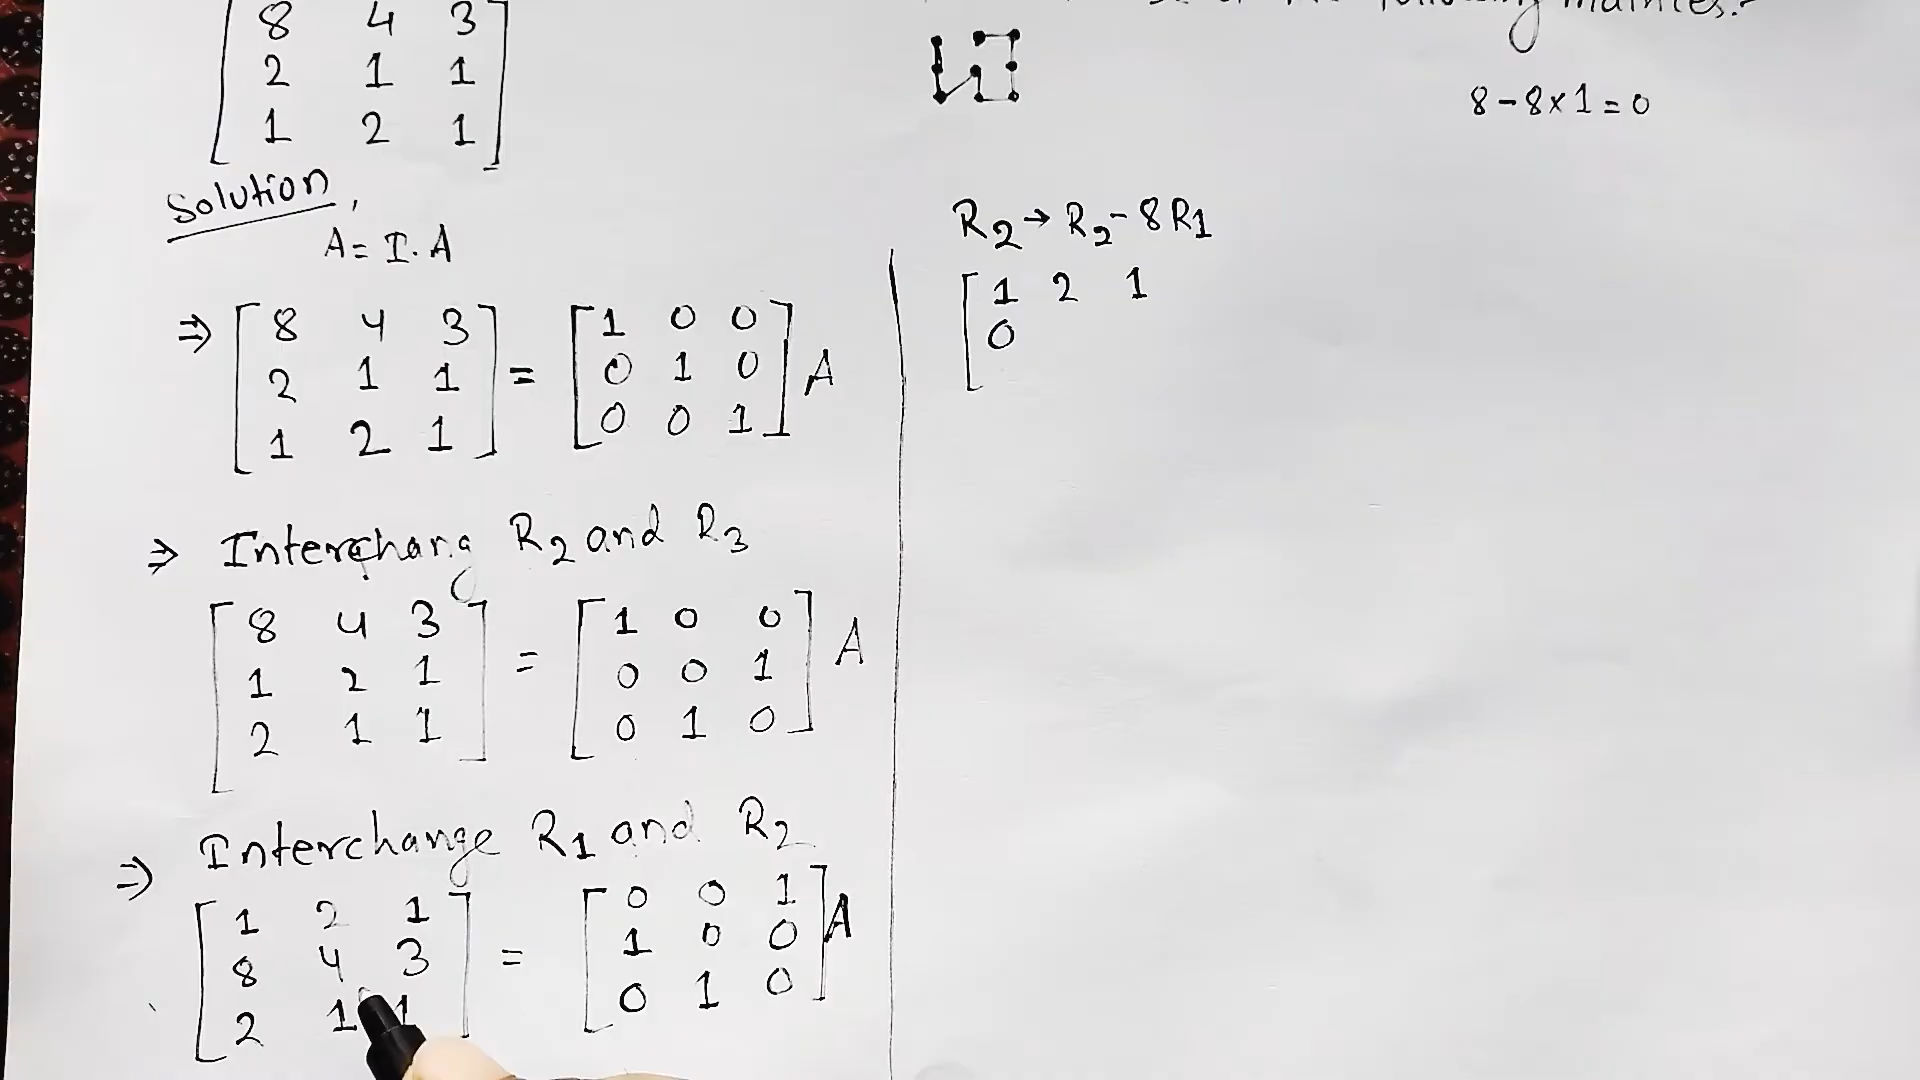 8 4 3
2 1 1
1 2 1
Solution,
A = I . A
⇒ [8 4 3] = [1 0 0] A
2 1 1 0 1 0
1 2 1 0 0 1
⇒ Interchang R2 and R3
[8 4 3] = [1 0 0] A
1 2 1 0 0 1
2 1 1 0 1 0
⇒ Interchange R1 and R2
[1 2 1] = [0 0 1] A
8 4 3 1 0 0
2 1 1 0 1 0
following matrices:-
8 - 8 x 1 = 0
R2 → R2 - 8R1
1 2 1
0